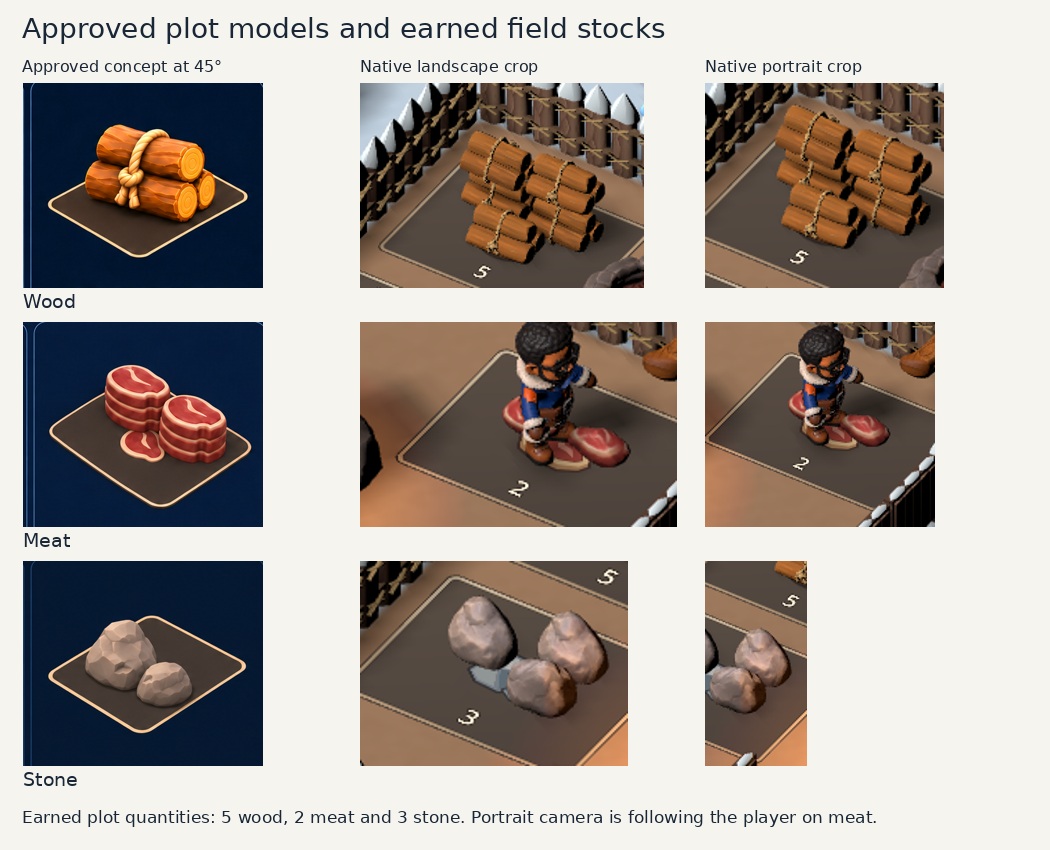 Approved plot models and earned field stocks
Approved concept at 45° Native landscape crop Native portrait crop
5 5
Wood
2 2
Meat
5 5
3
Stone
Earned plot quantities: 5 wood, 2 meat and 3 stone. Portrait camera is following the player on meat.